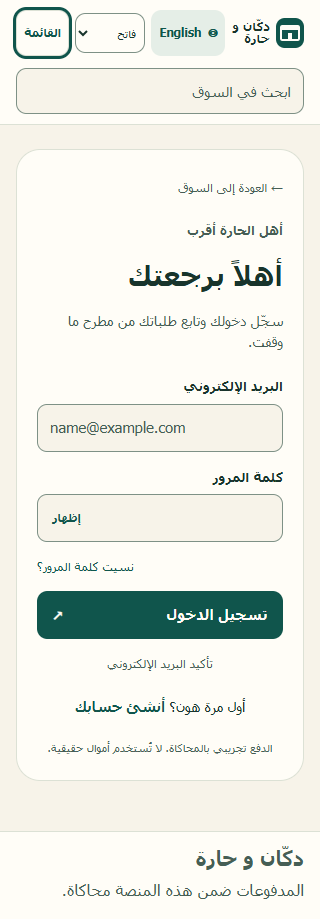 دكّان و حارة
English
فاتح
القائمة
ابحث في السوق
← العودة إلى السوق
أهل الحارة أقرب
أهلاً برجعتك
سجّل دخولك وتابع طلباتك من مطرح ما
وقفت.
البريد الإلكتروني
name@example.com
كلمة المرور
إظهار
نسيت كلمة المرور؟
تسجيل الدخول ↗
تأكيد البريد الإلكتروني
أول مرة هون؟ أنشئ حسابك
الدفع تجريبي بالمحاكاة. لا تُستخدم أموال حقيقية.
دكّان و حارة
المدفوعات ضمن هذه المنصة محاكاة.